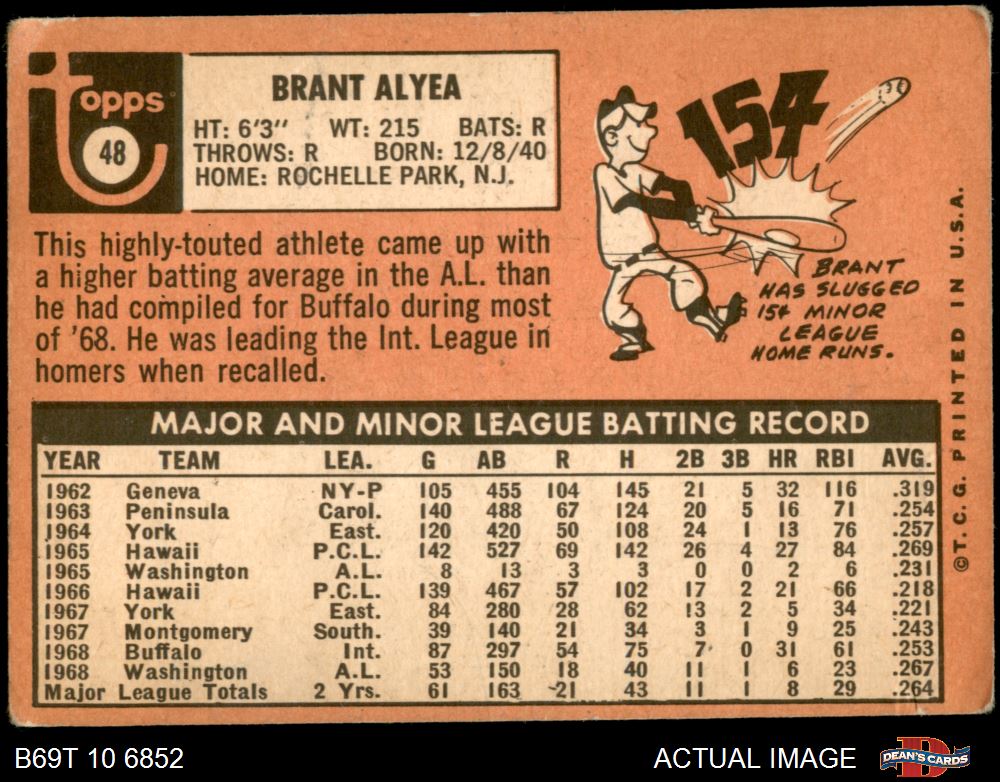 Topps
48
BRANT ALYEA
HT: 6'3" WT: 215 BATS: R
THROWS: R BORN: 12/8/40
HOME: ROCHELLE PARK, N.J.
This highly-touted athlete came up with
a higher batting average in the A.L. than
he had compiled for Buffalo during most
of '68. He was leading the Int. League in
homers when recalled.
154
BRANT
HAS SLUGGED
154 MINOR
LEAGUE
HOME RUNS.
MAJOR AND MINOR LEAGUE BATTING RECORD
YEAR TEAM LEA. G AB R H 2B 3B HR RBI AVG.
1962 Geneva NY-P 105 455 104 145 21 5 32 116 .319
1963 Peninsula Carol. 140 488 67 124 20 5 16 71 .254
1964 York East. 120 420 50 108 24 1 13 76 .257
1965 Hawaii P.C.L. 142 527 69 142 26 4 27 84 .269
1965 Washington A.L. 8 13 3 3 0 0 2 6 .231
1966 Hawaii P.C.L. 139 467 57 102 17 2 21 66 .218
1967 York East. 84 280 28 62 13 2 5 34 .221
1967 Montgomery South. 39 140 21 34 3 1 9 25 .243
1968 Buffalo Int. 87 297 54 75 7 0 31 61 .253
1968 Washington A.L. 53 150 18 40 11 1 6 23 .267
Major League Totals 2 Yrs. 61 163 21 43 11 1 8 29 .264
©T.C.G. PRINTED IN U.S.A.
B69T 10 6852
ACTUAL IMAGE
DEAN'S CARDS